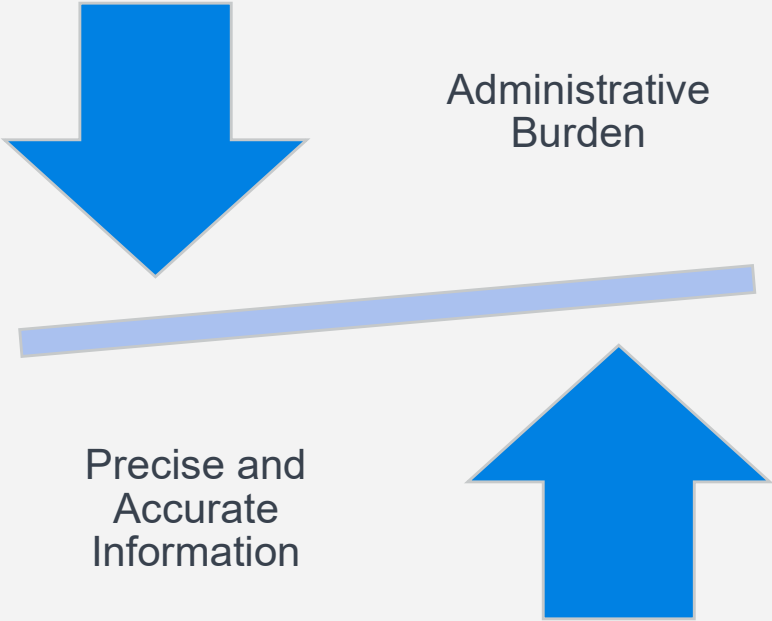 Administrative
Burden
Precise and
Accurate
Information